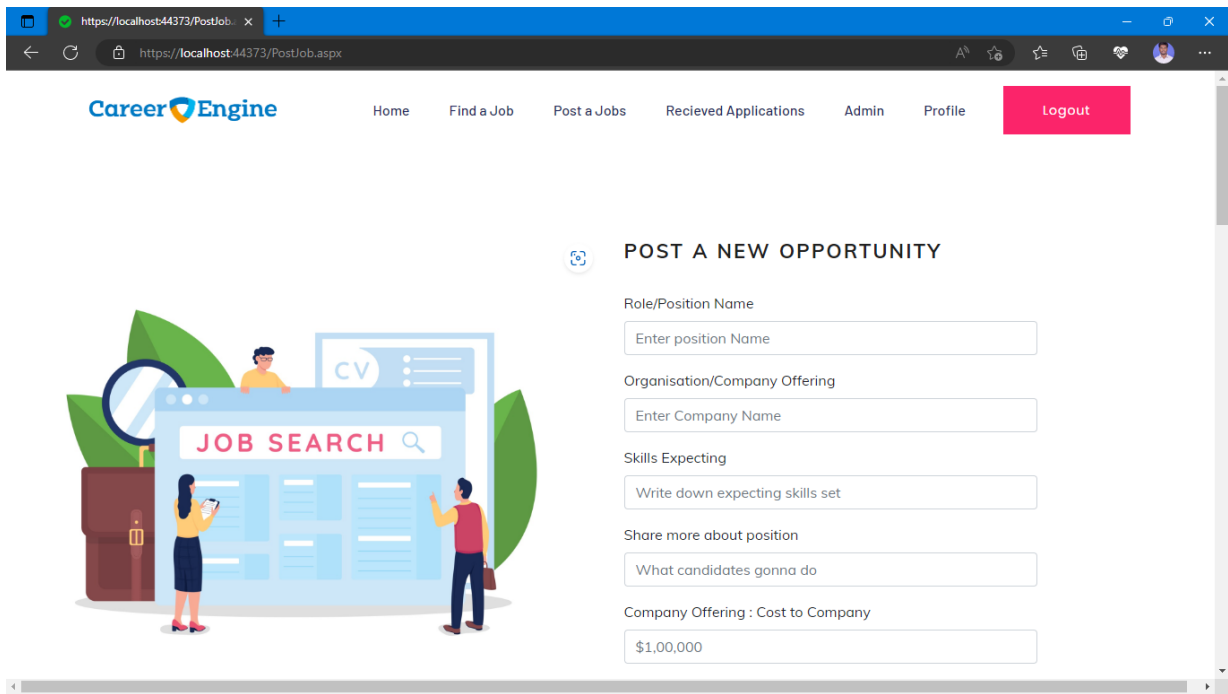 https://localhost:44373/PostJob.
https://localhost:44373/PostJob.aspx
Career Engine
Home Find a Job Post a Jobs Recieved Applications Admin Profile Logout
POST A NEW OPPORTUNITY
Role/Position Name
Enter position Name
Organisation/Company Offering
Enter Company Name
Skills Expecting
Write down expecting skills set
Share more about position
What candidates gonna do
Company Offering : Cost to Company
$1,00,000
CV
JOB SEARCH